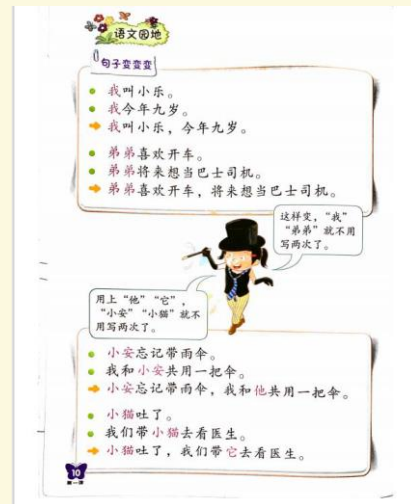 语文园地
句子变变变
我叫小乐。
我今年九岁。
我叫小乐，今年九岁。
弟弟喜欢开车。
弟弟将来想当巴士司机。
弟弟喜欢开车，将来想当巴士司机。
这样变，“我”
“弟弟”就不用
写两次了。
用上“他”“它”，
“小安”“小猫”就不
用写两次了。
小安忘记带雨伞。
我和小安共用一把伞。
小安忘记带雨伞，我和他共用一把伞。
小猫吐了。
我们带小猫去看医生。
小猫吐了，我们带它去看医生。
10